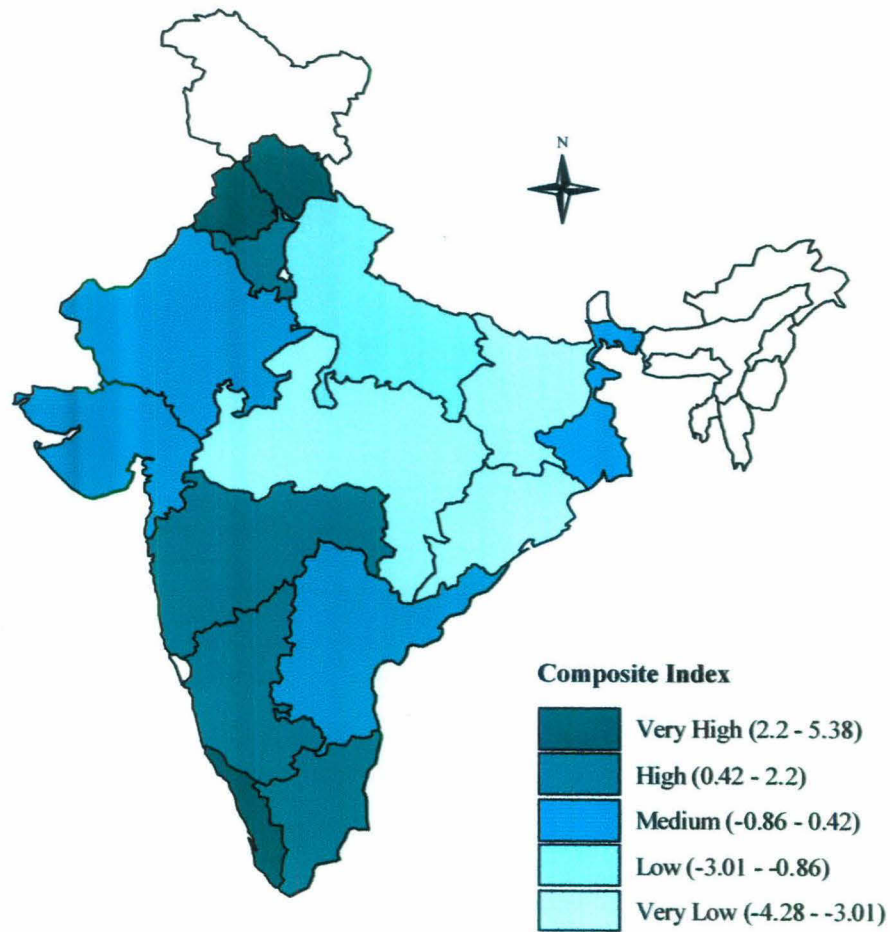 N
Composite Index
Very High (2.2 - 5.38)
High (0.42 - 2.2)
Medium (-0.86 - 0.42)
Low (-3.01 - -0.86)
Very Low (-4.28 - -3.01)